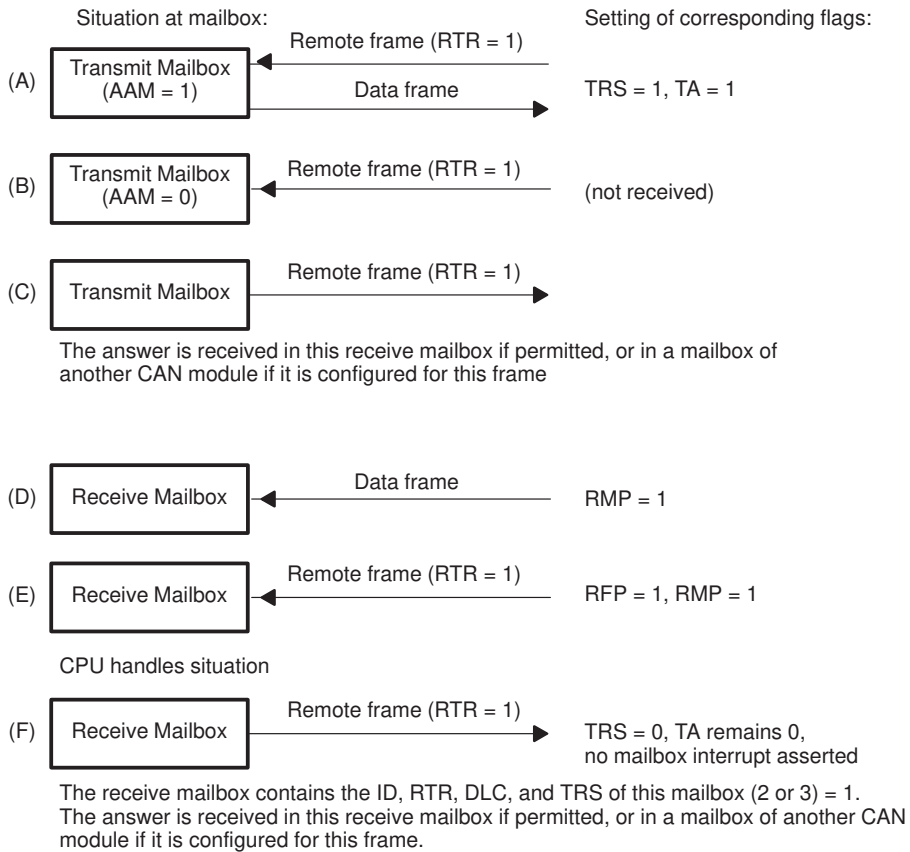 Situation at mailbox:
Setting of corresponding flags:
(A)
Transmit Mailbox
(AAM = 1)
Remote frame (RTR = 1)
Data frame
TRS = 1, TA = 1
(B)
Transmit Mailbox
(AAM = 0)
Remote frame (RTR = 1)
(not received)
(C)
Transmit Mailbox
Remote frame (RTR = 1)
The answer is received in this receive mailbox if permitted, or in a mailbox of
another CAN module if it is configured for this frame
(D)
Receive Mailbox
Data frame
RMP = 1
(E)
Receive Mailbox
Remote frame (RTR = 1)
RFP = 1, RMP = 1
CPU handles situation
(F)
Receive Mailbox
Remote frame (RTR = 1)
TRS = 0, TA remains 0,
no mailbox interrupt asserted
The receive mailbox contains the ID, RTR, DLC, and TRS of this mailbox (2 or 3) = 1.
The answer is received in this receive mailbox if permitted, or in a mailbox of another CAN
module if it is configured for this frame.